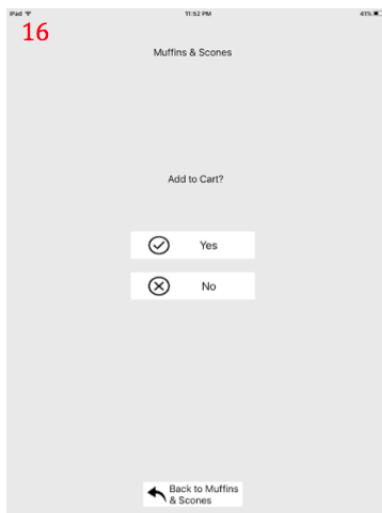 iPad 11:52 PM 41%
16
Muffins & Scones
Add to Cart?
Yes
No
Back to Muffins
& Scones